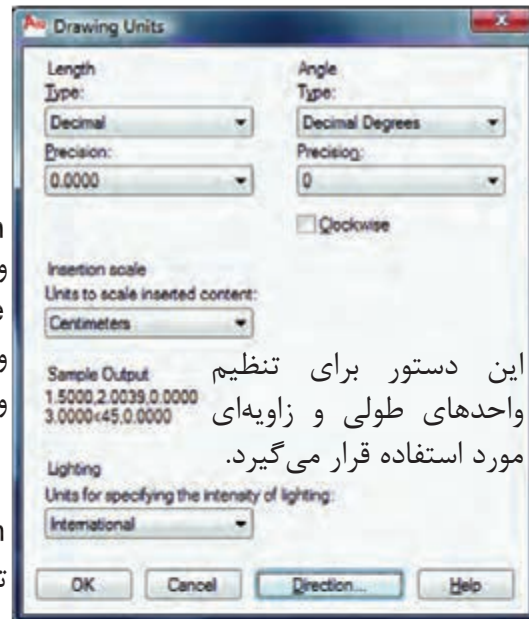 Drawing Units
Length
Type:
Decimal
Precision:
0.0000
Angle
Type:
Decimal Degrees
Precision:
0
Clockwise
Insertion scale
Units to scale inserted content:
Centimeters
Sample Output
1.5000,2.0039,0.0000
3.0000<45,0.0000
این دستور برای تنظیم
واحدهای طولی و زاویه‌ای
مورد استفاده قرار می‌گیرد.
Lighting
Units for specifying the intensity of lighting:
International
OK Cancel Direction... Help